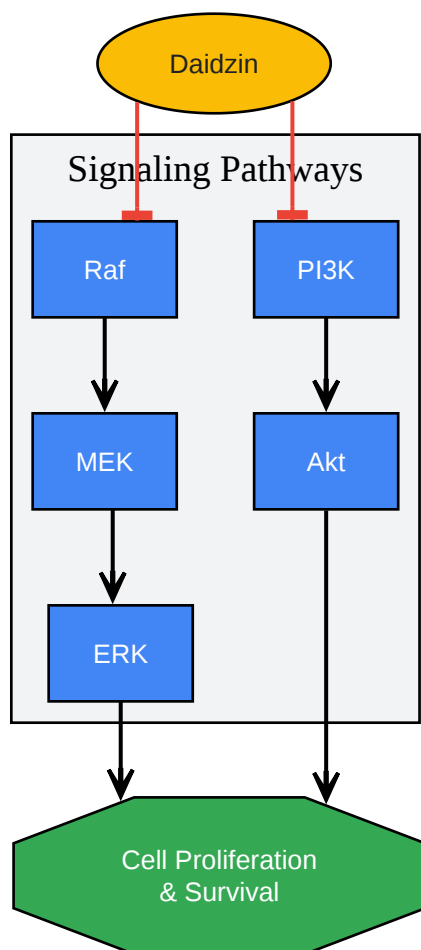 Daidzin
Signaling Pathways
Raf
PI3K
MEK
Akt
ERK
Cell Proliferation
& Survival